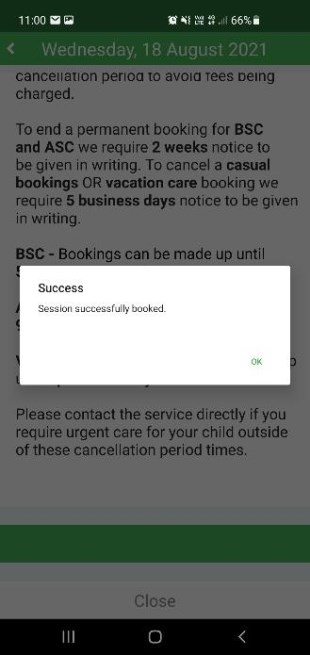 11:00 66%
Wednesday, 18 August 2021
cancellation period to avoid fees being
charged.
To end a permanent booking for BSC
and ASC we require 2 weeks notice to
be given in writing. To cancel a casual
bookings OR vacation care booking we
require 5 business days notice to be given
in writing.
BSC - Bookings can be made up until
Success
Session successfully booked.
OK
Please contact the service directly if you
require urgent care for your child outside
of these cancellation period times.
Close